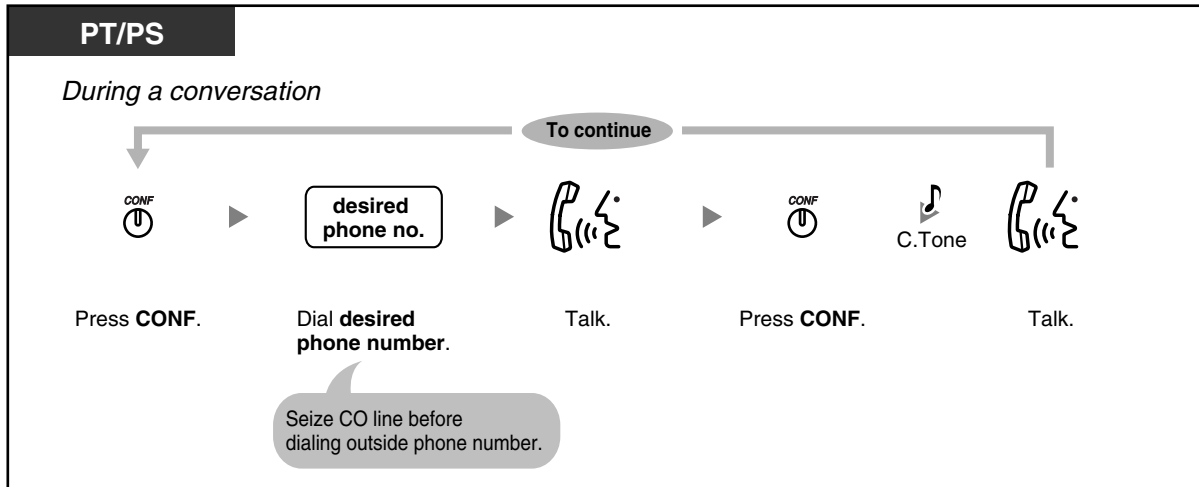 PT/PS
During a conversation
To continue
CONF
desired
phone no.
CONF
C.Tone
Press CONF.
Dial desired
phone number.
Talk.
Press CONF.
Talk.
Seize CO line before
dialing outside phone number.